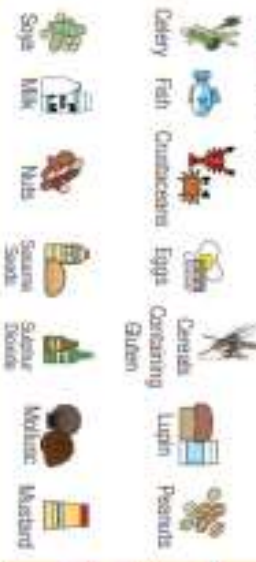 Celery
Fish
Crustaceans
Eggs
Cereals
Containing
Gluten
Lupin
Peanuts
Soya
Milk
Nuts
Sesame
Seeds
Sulphur
Dioxide
Molluscs
Mustard